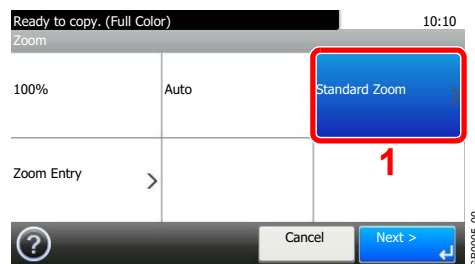 Ready to copy. (Full Color) 10:10
Zoom
100% Auto Standard Zoom >
1
Zoom Entry >
? Cancel Next >